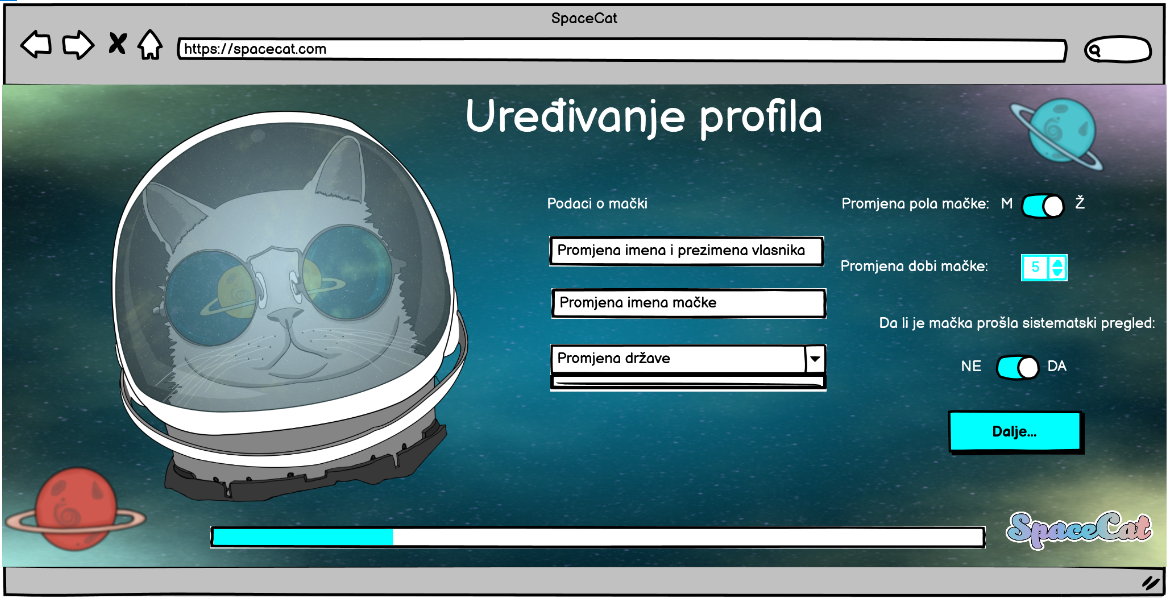 SpaceCat
https://spacecat.com
Uređivanje profila
Podaci o mački
Promjena imena i prezimena vlasnika
Promjena imena mačke
Promjena države
Promjena pola mačke: M Ž
Promjena dobi mačke: 5
Da li je mačka prošla sistematski pregled:
NE DA
Dalje...
SpaceCat